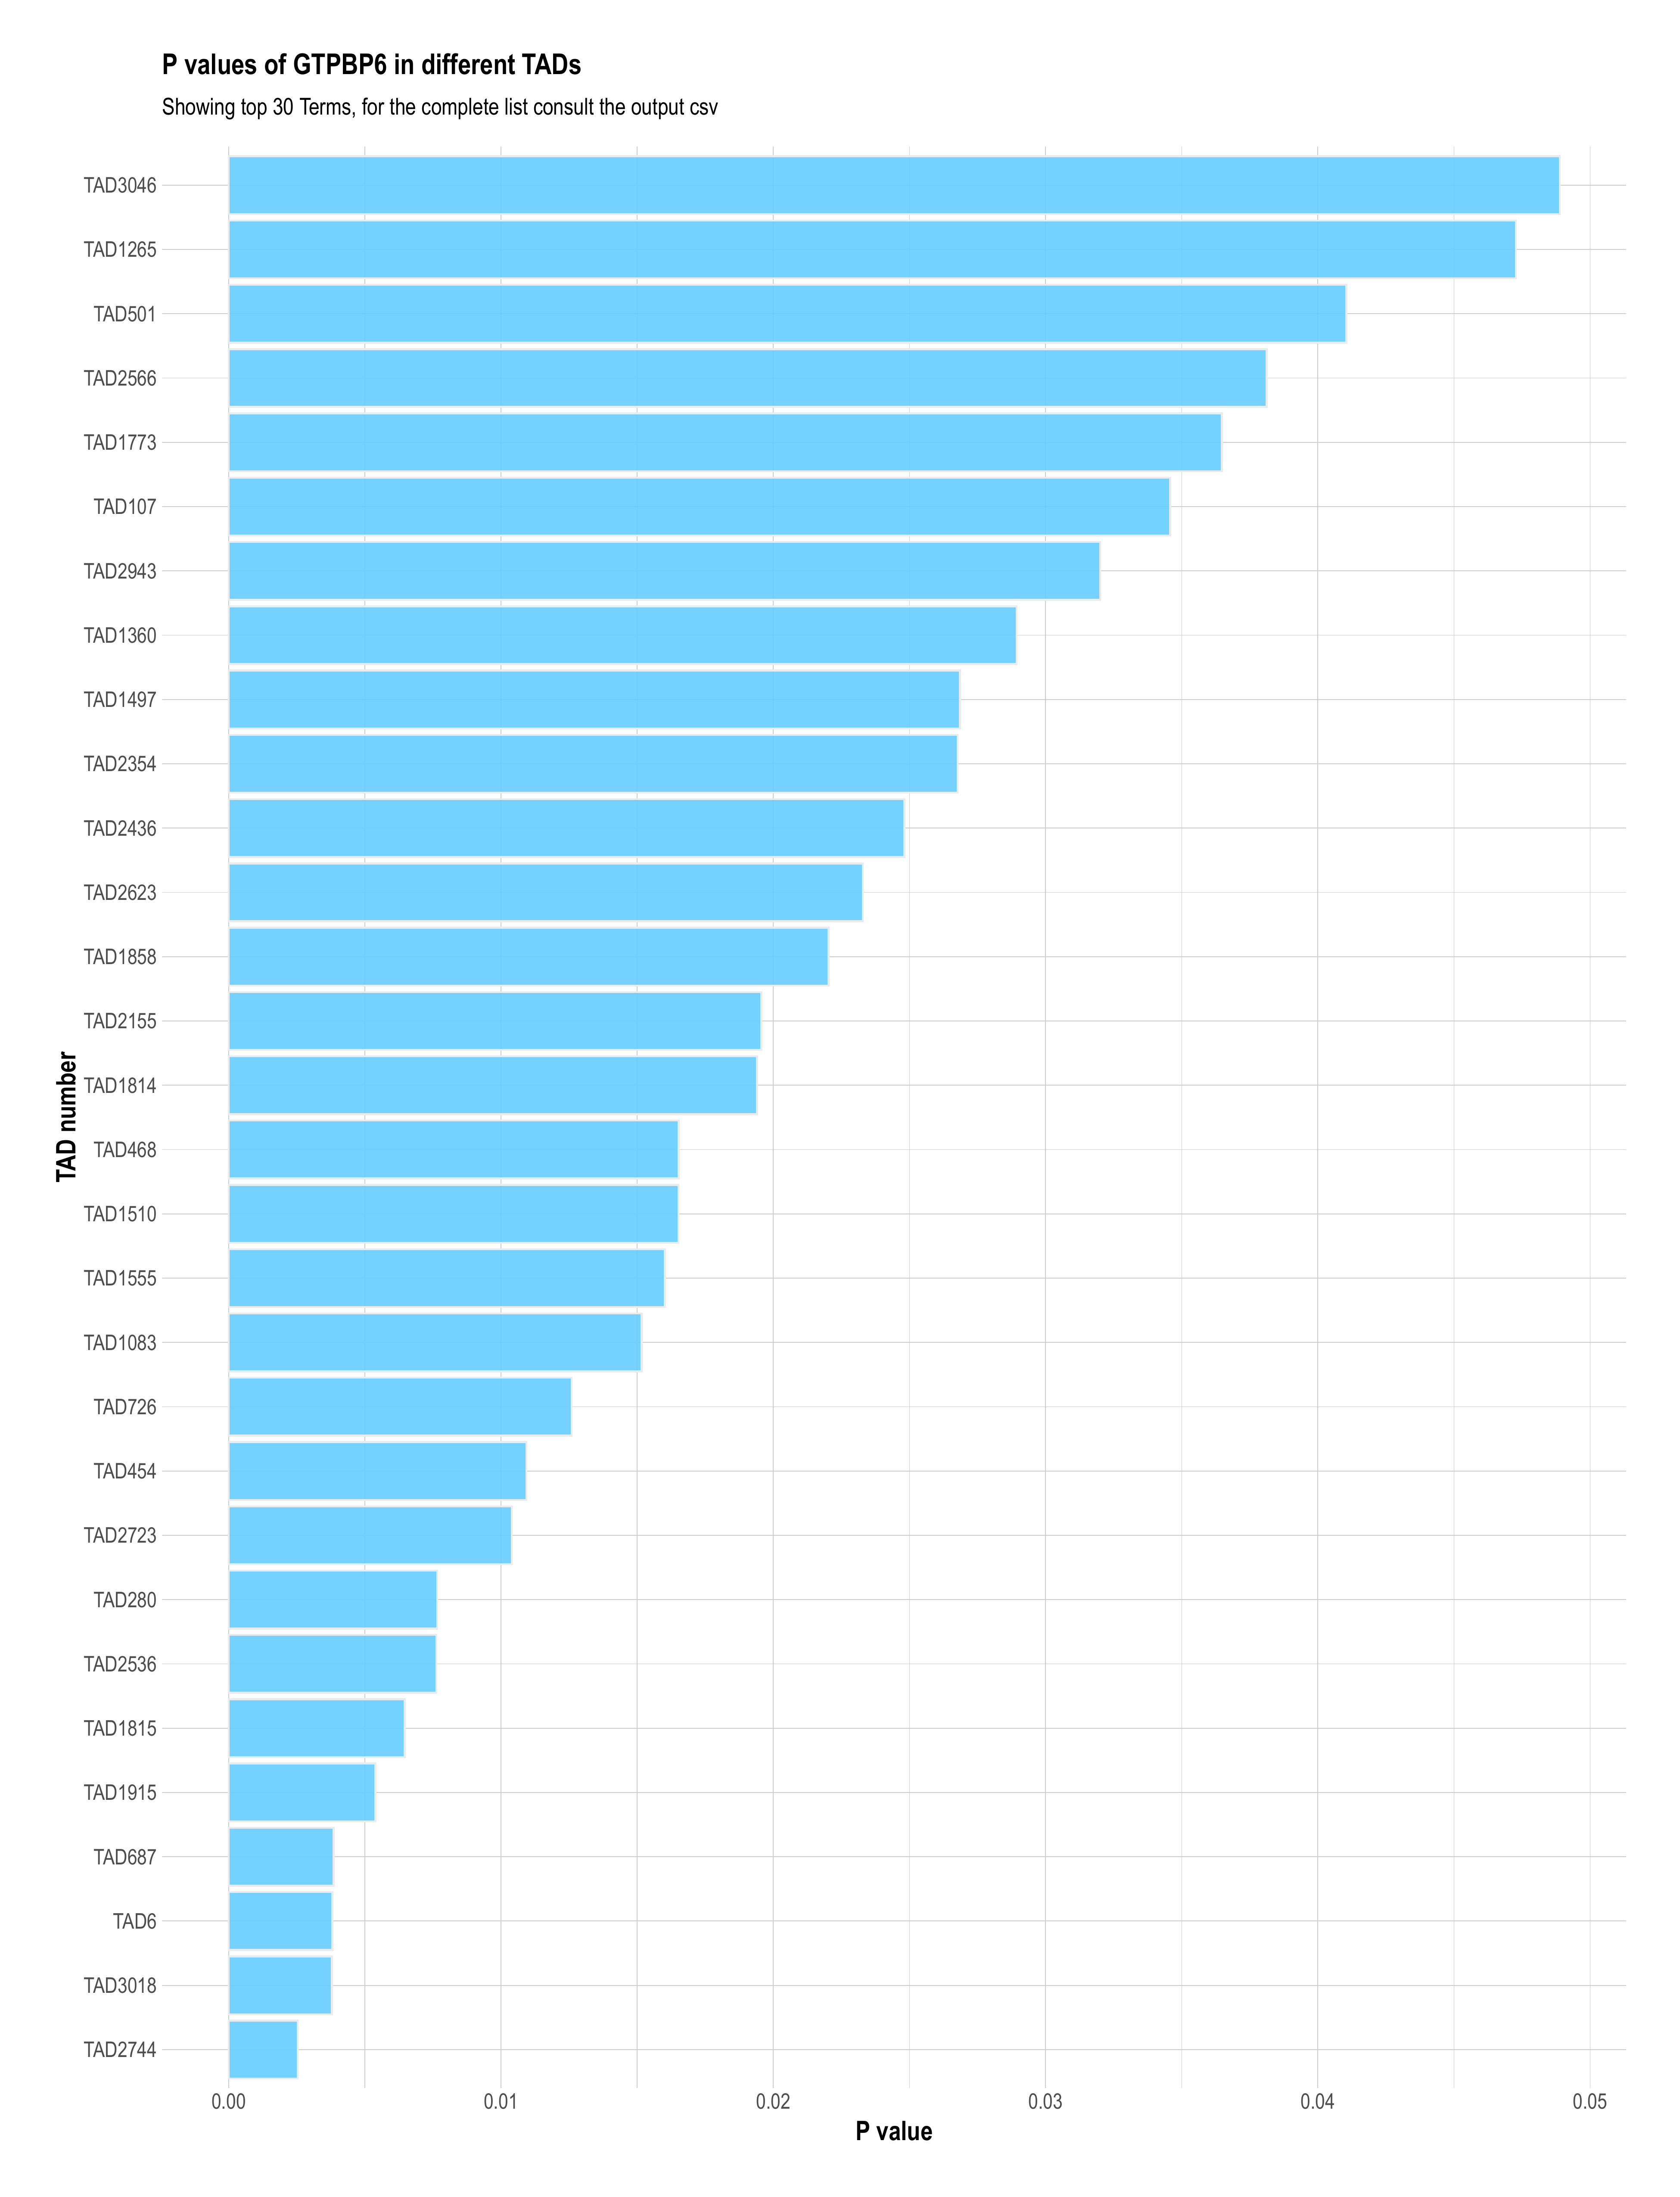 P values of GTPBP6 in different TADs
Showing top 30 Terms, for the complete list consult the output csv
TAD number
TAD3046
TAD1265
TAD501
TAD2566
TAD1773
TAD107
TAD2943
TAD1360
TAD1497
TAD2354
TAD2436
TAD2623
TAD1858
TAD2155
TAD1814
TAD468
TAD1510
TAD1555
TAD1083
TAD726
TAD454
TAD2723
TAD280
TAD2536
TAD1815
TAD1915
TAD687
TAD6
TAD3018
TAD2744
0.00 0.01 0.02 0.03 0.04 0.05
P value